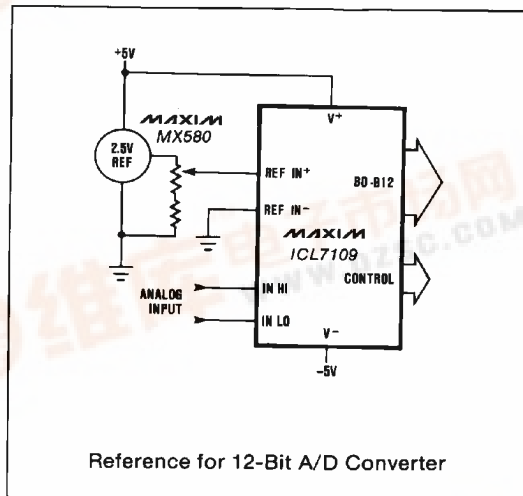 +5V
MAXIM
MX580
2.5V
REF
V+
REF IN+
REF IN-
B0-B12
MAXIM
ICL7109
CONTROL
ANALOG
INPUT
IN HI
IN LO
V-
-5V
Reference for 12-Bit A/D Converter